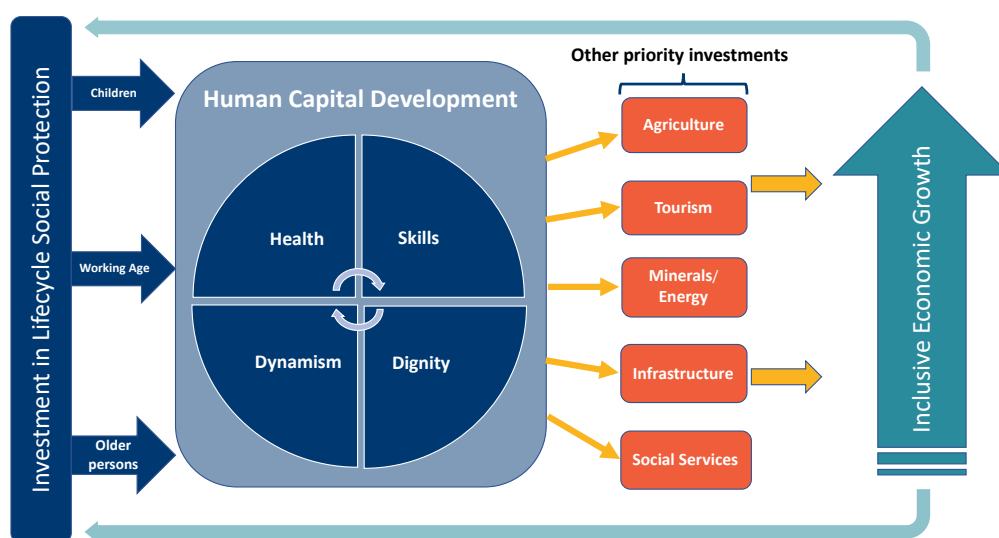 Investment in Lifecycle Social Protection
Children
Working Age
Older
persons
Human Capital Development
Health
Skills
Dynamism
Dignity
Other priority investments
Agriculture
Tourism
Minerals/
Energy
Infrastructure
Social Services
Inclusive Economic Growth